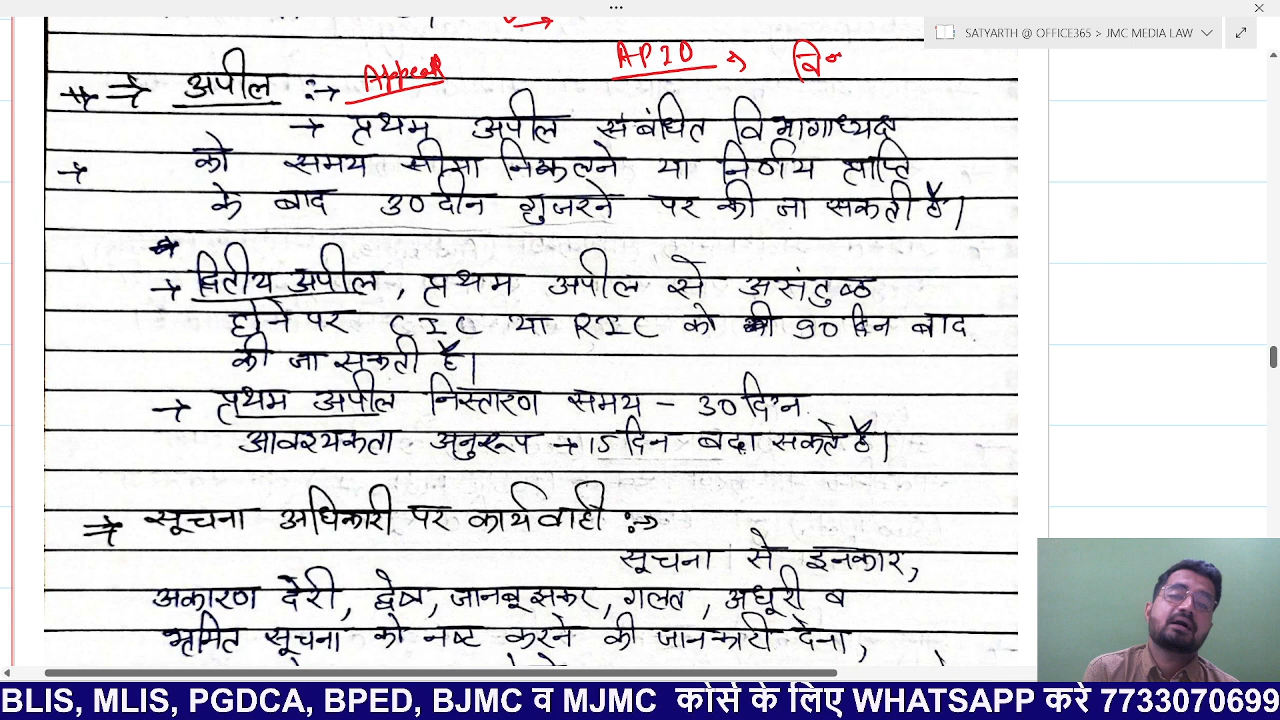 SATYARTH @ OFFICE365 > JMC MEDIA LAW
APIO → वि
⇒ अपील :→ Appeal
→ प्रथम अपील संबंधित विभागाध्यक्ष
→ को समय सीमा निकलने या निर्णय प्राप्ति
के बाद 30 दीन गुजरने पर की जा सकती है।
→ द्वितीय अपील, प्रथम अपील से असंतुष्ठ
होने पर CIC या RIC को 90 दिन बाद
की जा सकती है।
→ प्रथम अपील निस्तारण समय - 30 दिन
आवश्यकता अनुरूप → 15 दिन बढ़ा सकते है।
⇒ सूचना अधिकारी पर कार्यवाही :→
सूचना से इनकार,
अकारण देरी, द्वेष, जानबूझकर, गलत, अधूरी व
भ्रमित सूचना को नष्ट करने की जानकारी देना,
BLIS, MLIS, PGDCA, BPED, BJMC व MJMC कोर्स के लिए WHATSAPP करे 7733070699